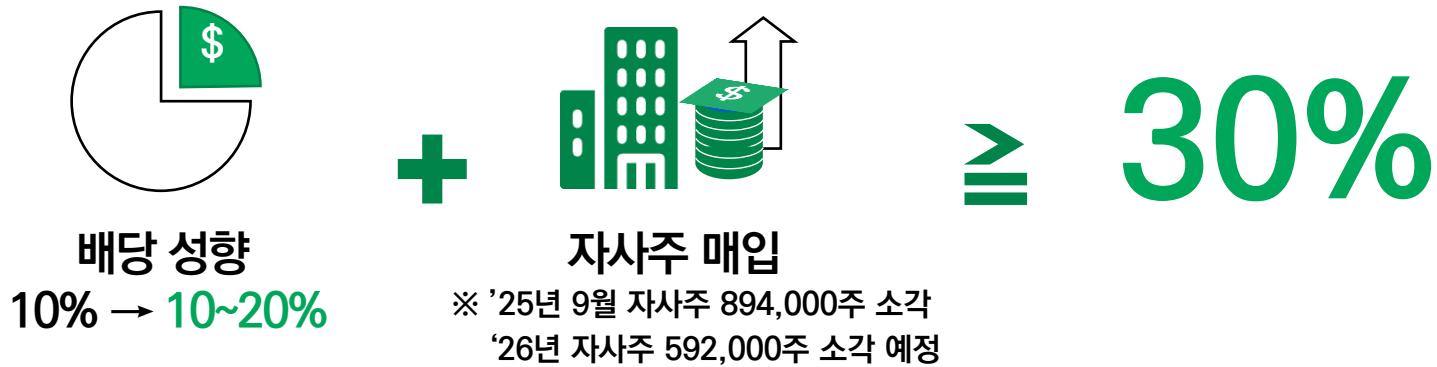 $
$
≧
30%
배당 성향
10% → 10~20%
자사주 매입
※ ’25년 9월 자사주 894,000주 소각
‘26년 자사주 592,000주 소각 예정